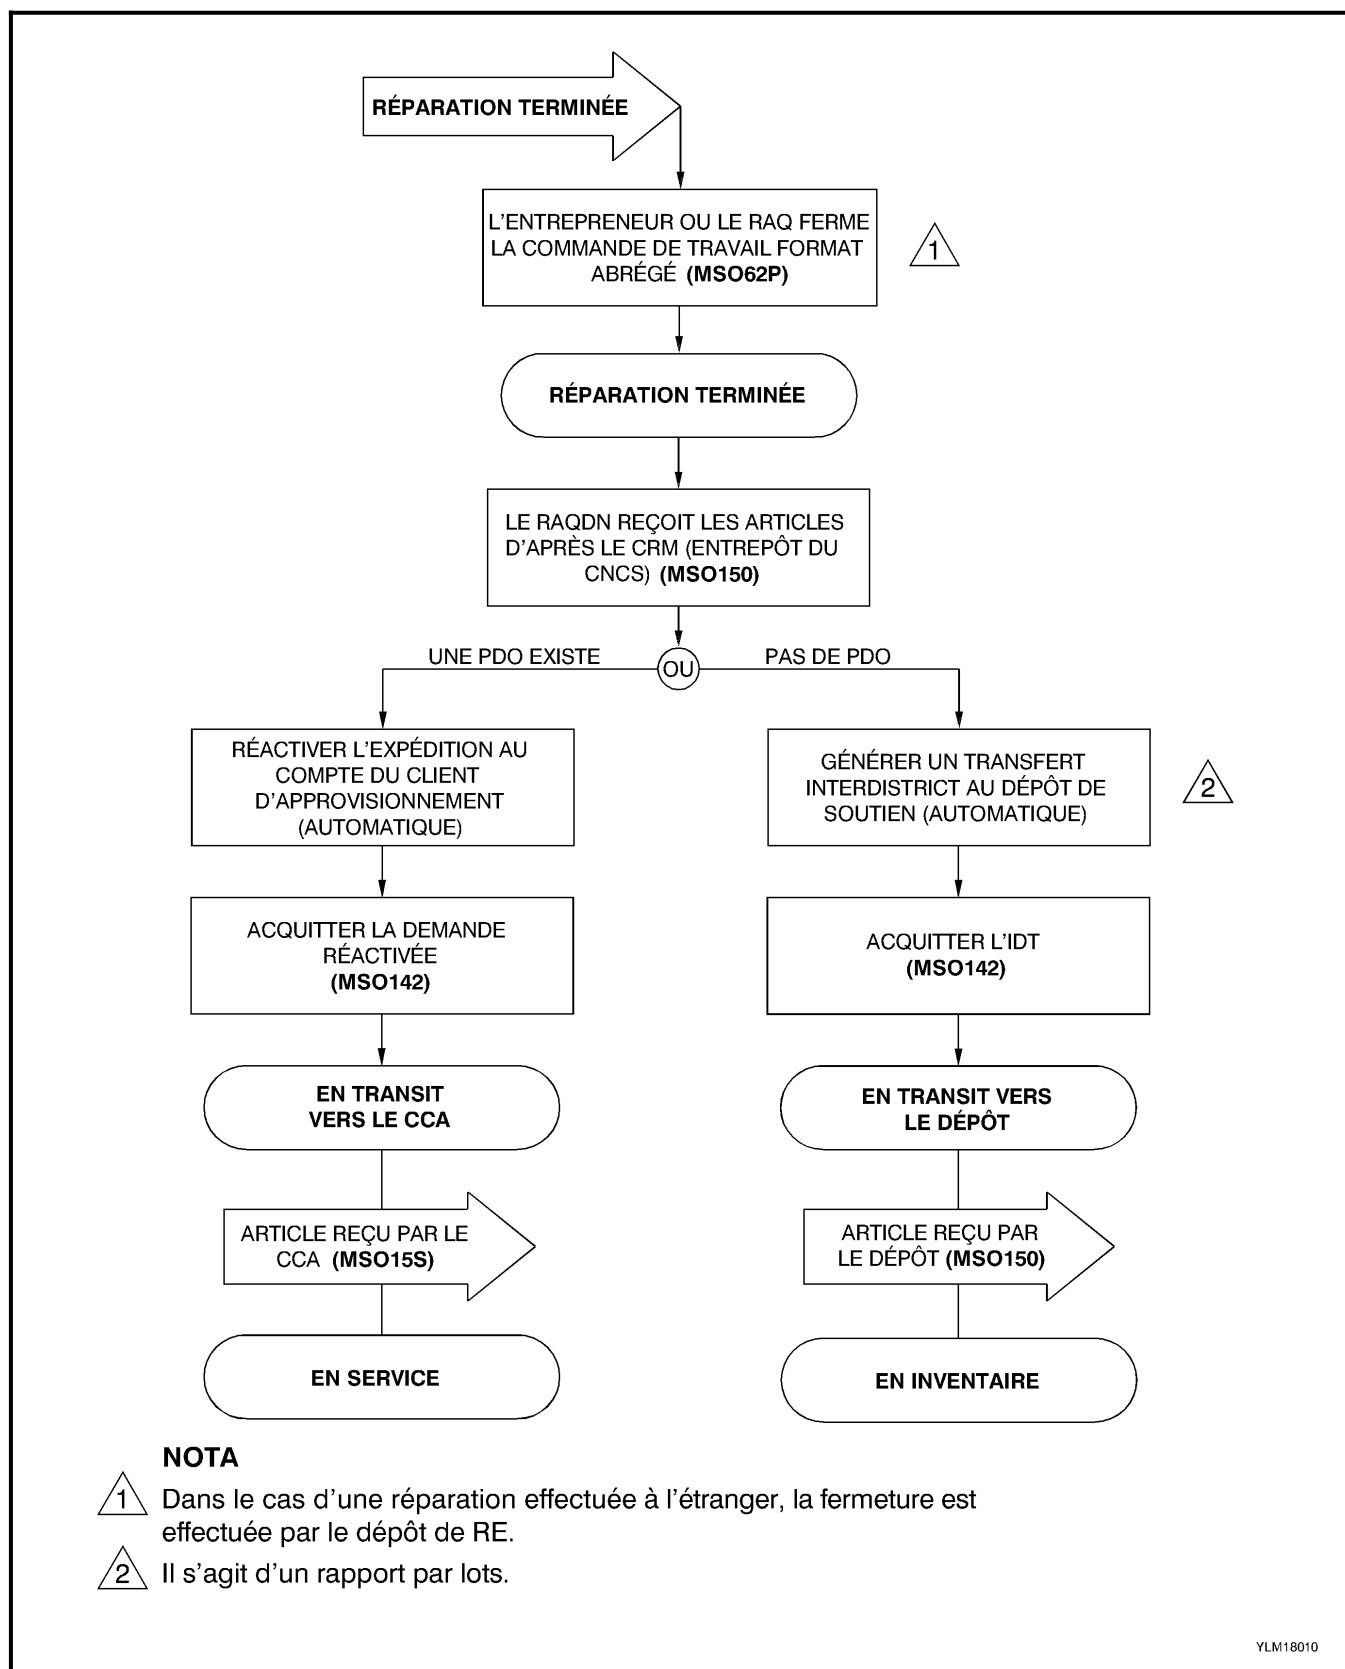 RÉPARATION TERMINÉE
L'ENTREPRENEUR OU LE RAQ FERME
LA COMMANDE DE TRAVAIL FORMAT
ABRÉGÉ (MSO62P)
1
RÉPARATION TERMINÉE
LE RAQDN REÇOIT LES ARTICLES
D'APRÈS LE CRM (ENTREPÔT DU
CNCS) (MSO150)
UNE PDO EXISTE
OU
PAS DE PDO
RÉACTIVER L'EXPÉDITION AU
COMPTE DU CLIENT
D'APPROVISIONNEMENT
(AUTOMATIQUE)
GÉNÉRER UN TRANSFERT
INTERDISTRICT AU DÉPÔT DE
SOUTIEN (AUTOMATIQUE)
2
ACQUITTER LA DEMANDE
RÉACTIVÉE
(MSO142)
ACQUITTER L'IDT
(MSO142)
EN TRANSIT
VERS LE CCA
EN TRANSIT VERS
LE DÉPÔT
ARTICLE REÇU PAR LE
CCA (MSO15S)
ARTICLE REÇU PAR
LE DÉPÔT (MSO150)
EN SERVICE
EN INVENTAIRE
NOTA
1 Dans le cas d'une réparation effectuée à l'étranger, la fermeture est
effectuée par le dépôt de RE.
2 Il s'agit d'un rapport par lots.
YLM18010